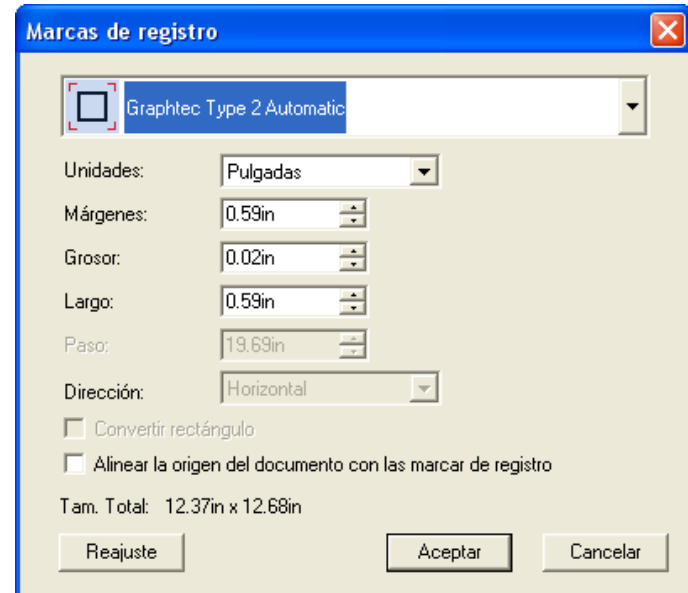 Marcas de registro
Graphtec Type 2 Automatic
Unidades: Pulgadas
Márgenes: 0.59in
Grosor: 0.02in
Largo: 0.59in
Paso: 19.69in
Dirección: Horizontal
Convertir rectángulo
Alinear la origen del documento con las marcar de registro
Tam. Total: 12.37in x 12.68in
Reajuste Aceptar Cancelar